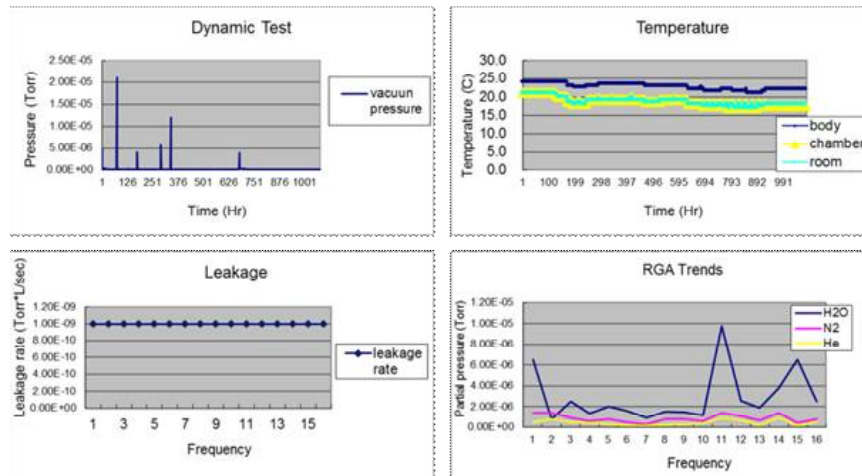 Dynamic Test
Pressure (Torr)
2.50E-05
2.00E-05
1.50E-05
1.00E-05
5.00E-06
0.00E+00
1 126 251 376 501 626 751 876 1001
Time (Hr)
vacuun
pressure
Temperature
Temperature (C)
30.0
25.0
20.0
15.0
10.0
5.0
0.0
1 100 199 298 397 496 595 694 793 892 991
Time (Hr)
body
chamber
room
Leakage
Leakage rate (Torr*L/sec)
1.20E-09
1.00E-09
8.00E-10
6.00E-10
4.00E-10
2.00E-10
0.00E+00
1 3 5 7 9 11 13 15
Frequency
leakage
rate
RGA Trends
Partial pressure(Torr)
1.20E-05
1.00E-05
8.00E-06
6.00E-06
4.00E-06
2.00E-06
0.00E+00
1 2 3 4 5 6 7 8 9 10 11 12 13 14 15 16
Frequency
H2O
N2
He